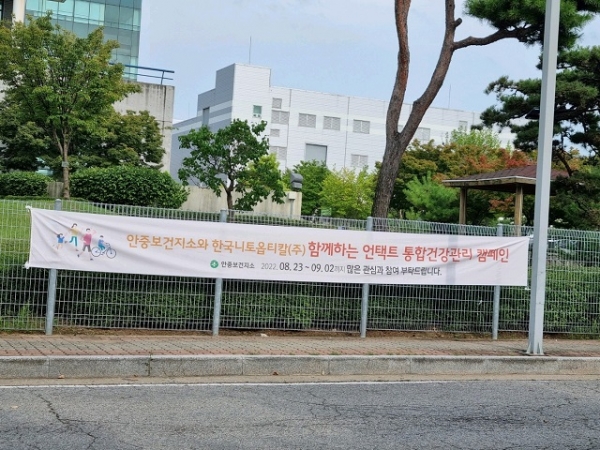 안중보건지소와 한국니토옵티칼(주) 함께하는 언택트 통합건강관리 캠페인
안중보건지소 2022. 08. 23 ~ 09. 02까지 많은 관심과 참여 부탁드립니다.